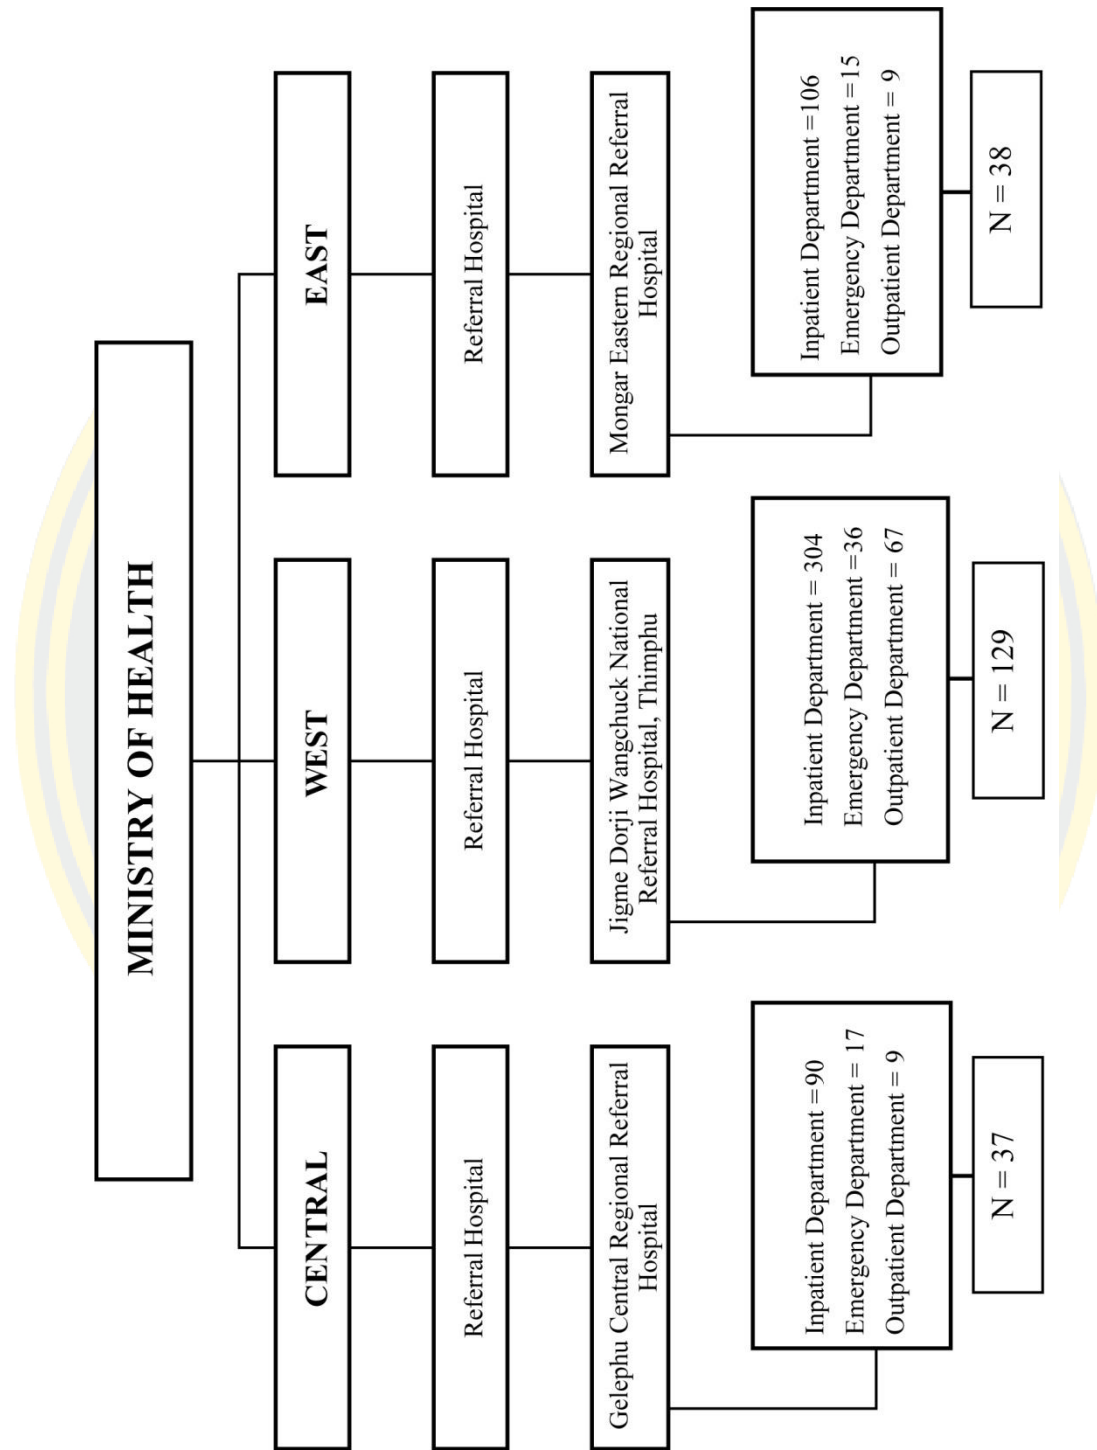 MINISTRY OF HEALTH
CENTRAL
WEST
EAST
Referral Hospital
Referral Hospital
Referral Hospital
Gelephu Central Regional Referral
Hospital
Jigme Dorji Wangchuck National
Referral Hospital, Thimphu
Mongar Eastern Regional Referral
Hospital
Inpatient Department =90
Emergency Department = 17
Outpatient Department = 9
Inpatient Department = 304
Emergency Department =36
Outpatient Department = 67
Inpatient Department =106
Emergency Department =15
Outpatient Department = 9
N = 37
N = 129
N = 38